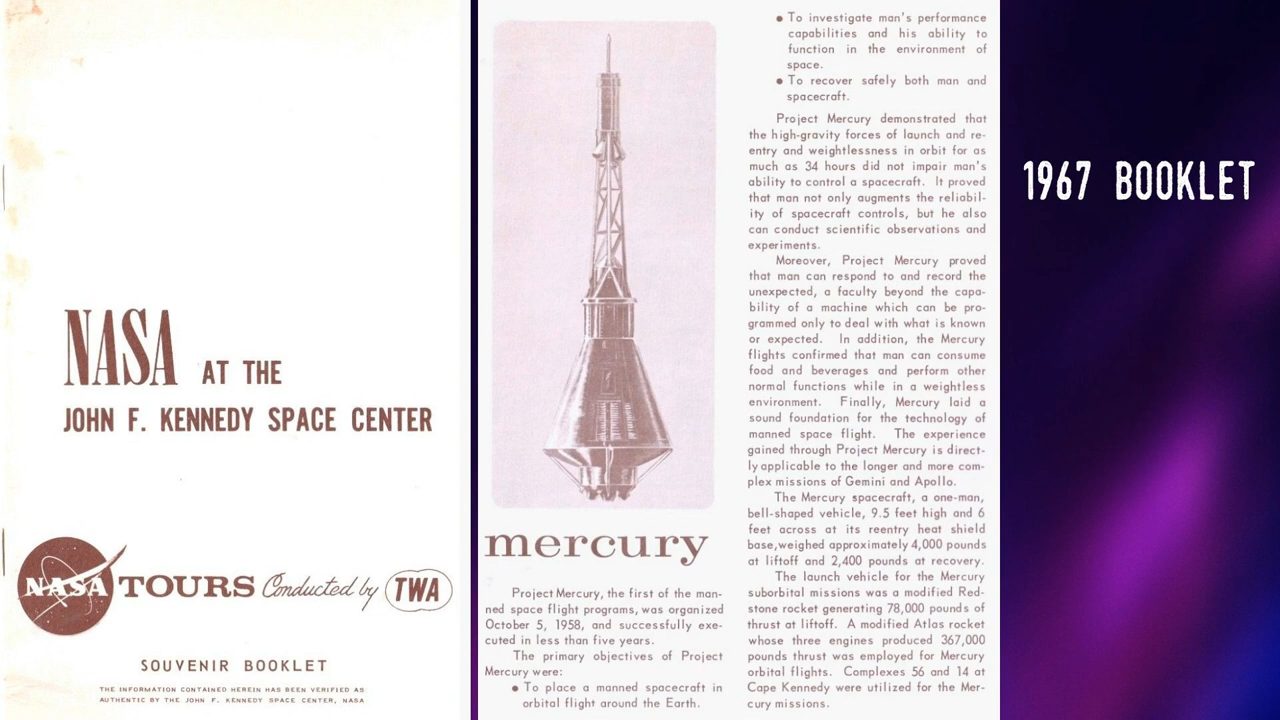 NASA AT THE
JOHN F. KENNEDY SPACE CENTER
NASA TOURS Conducted by TWA
SOUVENIR BOOKLET
THE INFORMATION CONTAINED HEREIN HAS BEEN VERIFIED AS
AUTHENTIC BY THE JOHN F. KENNEDY SPACE CENTER, NASA
mercury
Project Mercury, the first of the man-
ned space flight programs, was organized
October 5, 1958, and successfully exe-
cuted in less than five years.
The primary objectives of Project
Mercury were:
● To place a manned spacecraft in
orbital flight around the Earth.
● To investigate man's performance
capabilities and his ability to
function in the environment of
space.
● To recover safely both man and
spacecraft.
Project Mercury demonstrated that
the high-gravity forces of launch and re-
entry and weightlessness in orbit for as
much as 34 hours did not impair man's
ability to control a spacecraft. It proved
that man not only augments the reliabil-
ity of spacecraft controls, but he also
can conduct scientific observations and
experiments.
Moreover, Project Mercury proved
that man can respond to and record the
unexpected, a faculty beyond the capa-
bility of a machine which can be pro-
grammed only to deal with what is known
or expected. In addition, the Mercury
flights confirmed that man can consume
food and beverages and perform other
normal functions while in a weightless
environment. Finally, Mercury laid a
sound foundation for the technology of
manned space flight. The experience
gained through Project Mercury is direct-
ly applicable to the longer and more com-
plex missions of Gemini and Apollo.
The Mercury spacecraft, a one-man,
bell-shaped vehicle, 9.5 feet high and 6
feet across at its reentry heat shield
base, weighed approximately 4,000 pounds
at liftoff and 2,400 pounds at recovery.
The launch vehicle for the Mercury
suborbital missions was a modified Red-
stone rocket generating 78,000 pounds of
thrust at liftoff. A modified Atlas rocket
whose three engines produced 367,000
pounds thrust was employed for Mercury
orbital flights. Complexes 56 and 14 at
Cape Kennedy were utilized for the Mer-
cury missions.
1967 BOOKLET